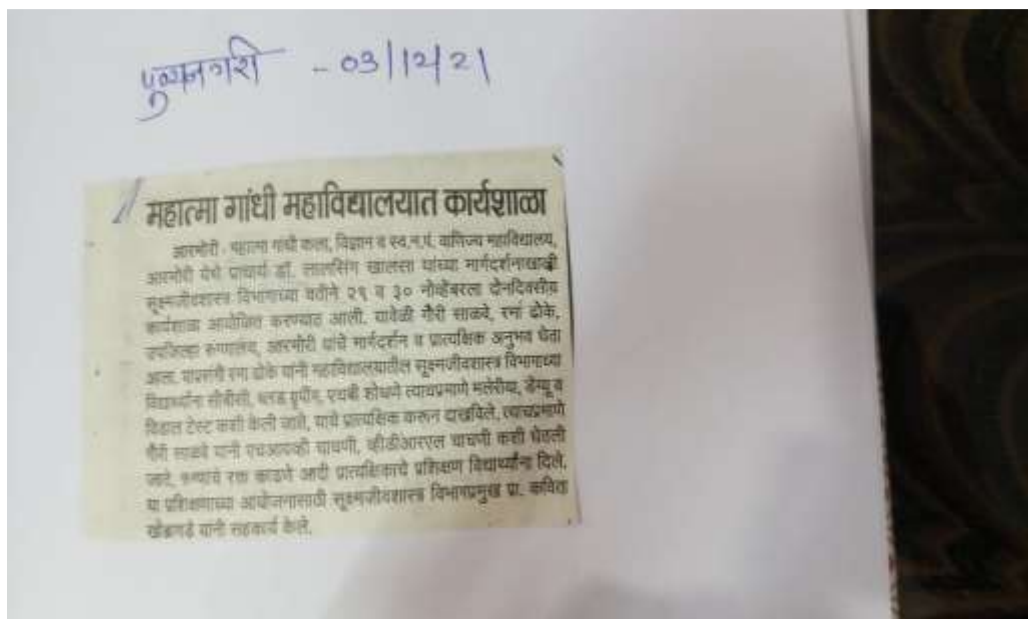 पुण्यनगरी - 03/12/21
महात्मा गांधी महाविद्यालयात कार्यशाळा
आरमोरी : महात्मा गांधी कला, विज्ञान व स्व.न.पं. वाणिज्य महाविद्यालय,
आरमोरी येथे प्राचार्य डॉ. लालसिंग खालसा यांच्या मार्गदर्शनाखाली
सूक्ष्मजीवशास्त्र विभागाच्या वतीने २९ व ३० नोव्हेंबरला दोनदिवसीय
कार्यशाळा आयोजित करण्यात आली. यावेळी गौरी साळवे, रमा ढोके,
उपजिल्हा रुग्णालय, आरमोरी यांचे मार्गदर्शन व प्रात्यक्षिक अनुभव घेता
आला. यापसंगी रमा ढोके यांनी महाविद्यालयातील सूक्ष्मजीवशास्त्र विभागाच्या
विद्यार्थ्यांना सीबीसी, ब्लड ग्रुपींग, एचबी शोधणे त्याचप्रमाणे मलेरीया, डेंग्यू व
विडाल टेस्ट कशी केली जाते, याचे प्रात्यक्षिक करून दाखविले, त्याचप्रमाणे
गौरी साळवे यांनी एचआयव्ही चाचणी, व्हीडीआरएल चाचणी कशी घेतली
जाते, रुग्णाचे रक्त काढणे आदी प्रात्यक्षिकाचे प्रशिक्षण विद्यार्थ्यांना दिले.
या प्रशिक्षणाच्या आयोजनासाठी सूक्ष्मजीवशास्त्र विभागप्रमुख प्रा. कविता
खोब्रागडे यांनी सहकार्य केले.